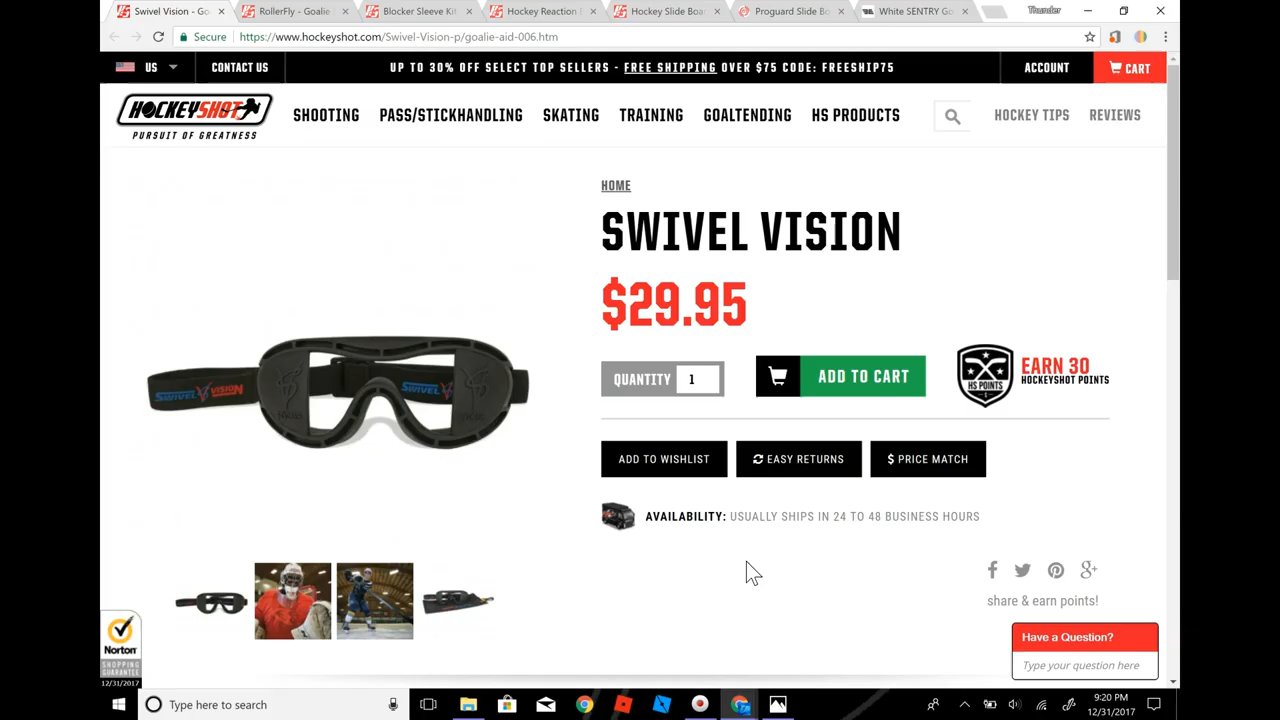 Swivel Vision - Go
RollerFly - Goalie
Blocker Sleeve Kit
Hockey Reaction
Hockey Slide Boa
Proguard Slide Bo
White SENTRY Go
Thunder
Secure
https://www.hockeyshot.com/Swivel-Vision-p/goalie-aid-006.htm
US
CONTACT US
UP TO 30% OFF SELECT TOP SELLERS - FREE SHIPPING OVER $75 CODE: FREESHIP75
ACCOUNT
CART
HOCKEYSHOT
PURSUIT OF GREATNESS
SHOOTING
PASS/STICKHANDLING
SKATING
TRAINING
GOALTENDING
HS PRODUCTS
HOCKEY TIPS
REVIEWS
HOME
SWIVEL VISION
$29.95
QUANTITY 1
ADD TO CART
HS POINTS
EARN 30
HOCKEYSHOT POINTS
SWIVEL VISION
SWIVEL VISION
ADD TO WISHLIST
EASY RETURNS
$ PRICE MATCH
AVAILABILITY: USUALLY SHIPS IN 24 TO 48 BUSINESS HOURS
share & earn points!
Norton
SHOPPING
GUARANTEE
12/31/2017
Have a Question?
Type your question here
Type here to search
9:20 PM
12/31/2017